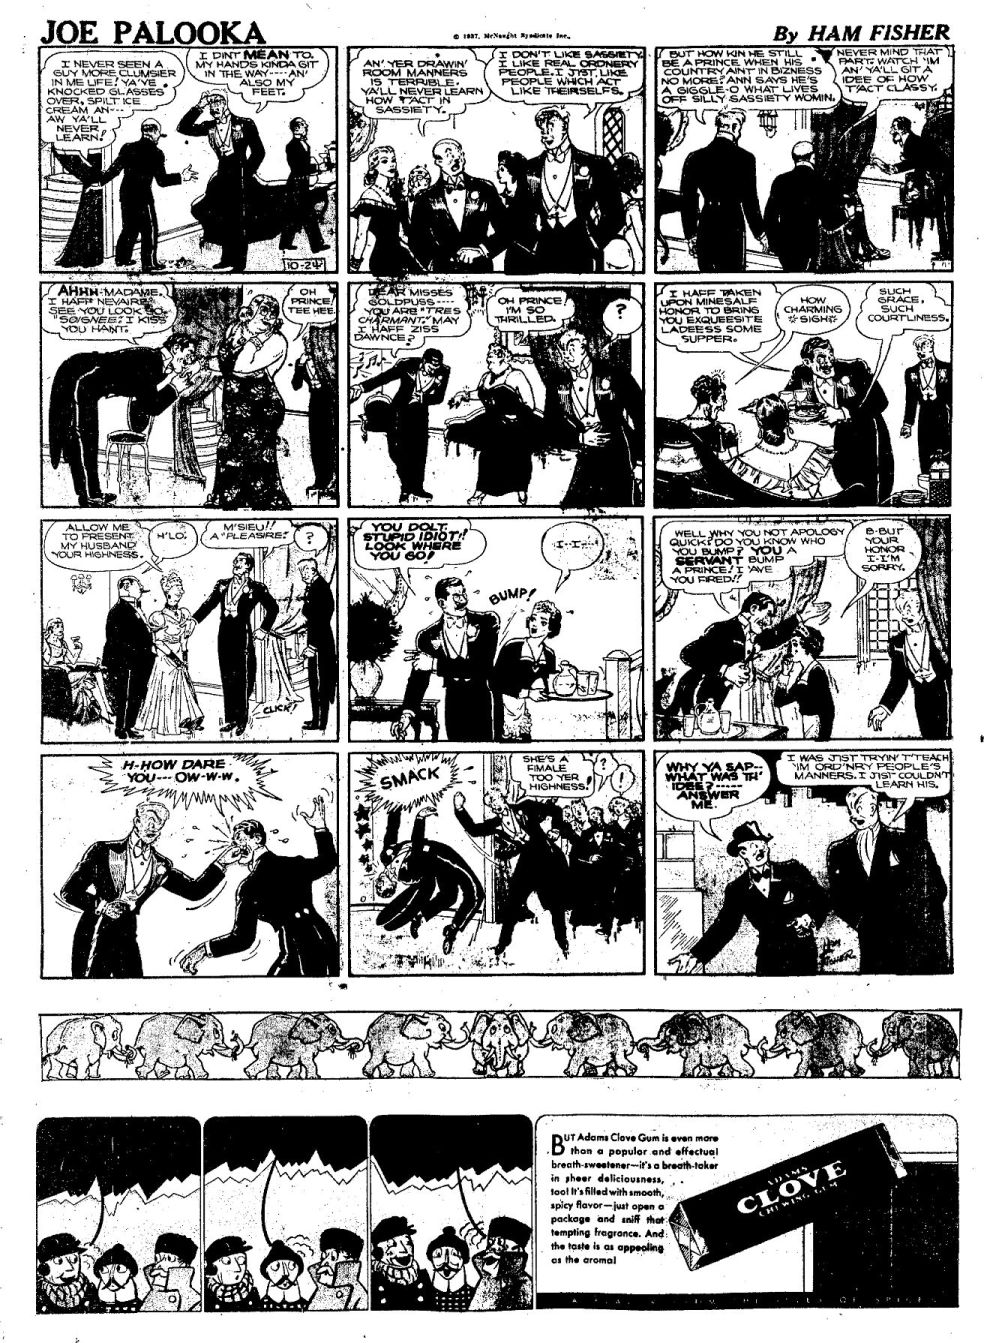 JOE PALOOKA
© 1937, McNaught Syndicate Inc.
By HAM FISHER
I NEVER SEEN A
GUY MORE CLUMSIER
IN ME LIFE! YA'VE
KNOCKED GLASSES
OVER, SPILT ICE
CREAM AN---
AW YA'LL
NEVER
LEARN!
I DINT MEAN TO.
MY HANDS KINDA GIT
IN THE WAY---- AN'
ALSO MY
FEET.
10-24
AN' YER DRAWIN'
ROOM MANNERS
IS TERRIBLE.
YA'LL NEVER LEARN
HOW T'ACT IN
SASSIETY.
I DON'T LIKE SASSIETY
I LIKE REAL ORDNERY
PEOPLE. I J'IST LIKE
PEOPLE WHICH ACT
LIKE THEIRSELFS.
BUT HOW KIN HE STILL
BE A PRINCE WHEN HIS
COUNTRY AINT IN BIZNESS
NO MORE? ANN SAYS HE'S
A GIGGLE-O WHAT LIVES
OFF SILLY SASSIETY WOMIN.
NEVER MIND THAT
PART. WATCH 'IM
AN' YA'LL GIT A
IDEE OF HOW
T'ACT CLASSY.
AHHH MADAME.
I HAFF NEVAIRE
SEE YOU LOOK SO-
SO SVEE! I KISS
YOU HANT.
OH
PRINCE!
TEE HEE.
DEAR MISSES
GOLDPUSS----
YOU ARE "TRES
CHARMANT." MAY
I HAFF ZISS
DAWNCE?
OH PRINCE
I'M SO
THRILLED.
?
I HAFF TAKEN
UPON MINESALF
HONOR TO BRING
YOU EXQUEESITE
LADEESS SOME
SUPPER.
HOW
CHARMING
*SIGH*
SUCH
GRACE,
SUCH
COURTLINESS.
ALLOW ME
TO PRESENT
MY HUSBAND
YOUR HIGHNESS.
H'LO.
M'SIEU!!
A "PLEASIRE."
?
CLICK!
YOU DOLT.
STUPID IDIOT!!
LOOK WHERE
YOU GO!
I--I---
BUMP!
WELL, WHY YOU NOT APOLOGY
QUICK? DO YOU KNOW WHO
YOU BUMP? YOU A
SERVANT BUMP
A PRINCE! I 'AVE
YOU FIRED!!
B-BUT
YOUR
HONOR
I-I'M
SORRY.
H-HOW DARE
YOU--- OW-W-W.
SMACK
SHE'S A
FIMALE
TOO YER
HIGHNESS!
?
?
!
WHY YA SAP--
WHAT WAS TH'
IDEE?-----
ANSWER
ME.
I WAS J'IST TRYIN' T'TEACH
'IM ORD'NRY PEOPLE'S
MANNERS. I J'IST COULDN'T
LEARN HIS.
HAM
FISHER
BUT Adams Clove Gum is even more
than a popular and effectual
breath-sweetener—it's a breath-taker
in sheer deliciousness,
too! It's filled with smooth,
spicy flavor—just open a
package and sniff that
tempting fragrance. And
the taste is as appealing
as the aroma!
ADAMS
CLOVE
CHEWING GUM